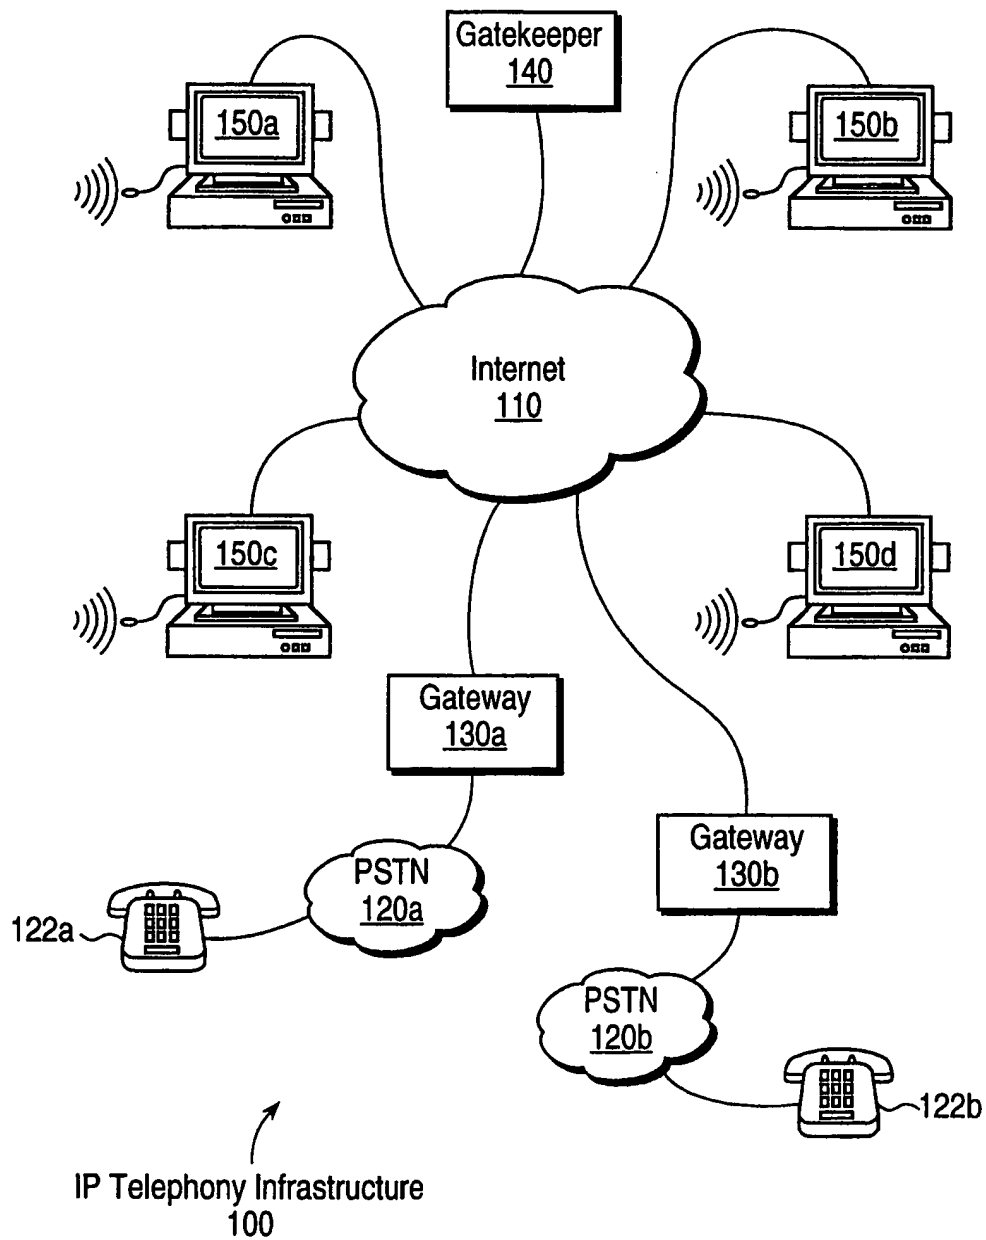 Gatekeeper
140
150a
150b
Internet
110
150c
150d
Gateway
130a
Gateway
130b
PSTN
120a
122a
PSTN
120b
122b
IP Telephony Infrastructure
100